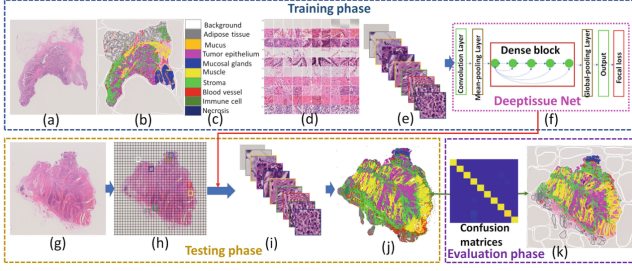 Training phase
Background
Adipose tissue
Mucus
Tumor epithelium
Mucosal glands
Muscle
Stroma
Blood vessel
Immune cell
Necrosis
(a)
(b)
(c)
(d)
(e)
Convolution Layer
Mean-pooling Layer
Dense block
Global-pooling Layer
Output
Focal loss
Deeptissue Net
(f)
(g)
(h)
(i)
Testing phase
(j)
Confusion
matrices
Evaluation phase
(k)